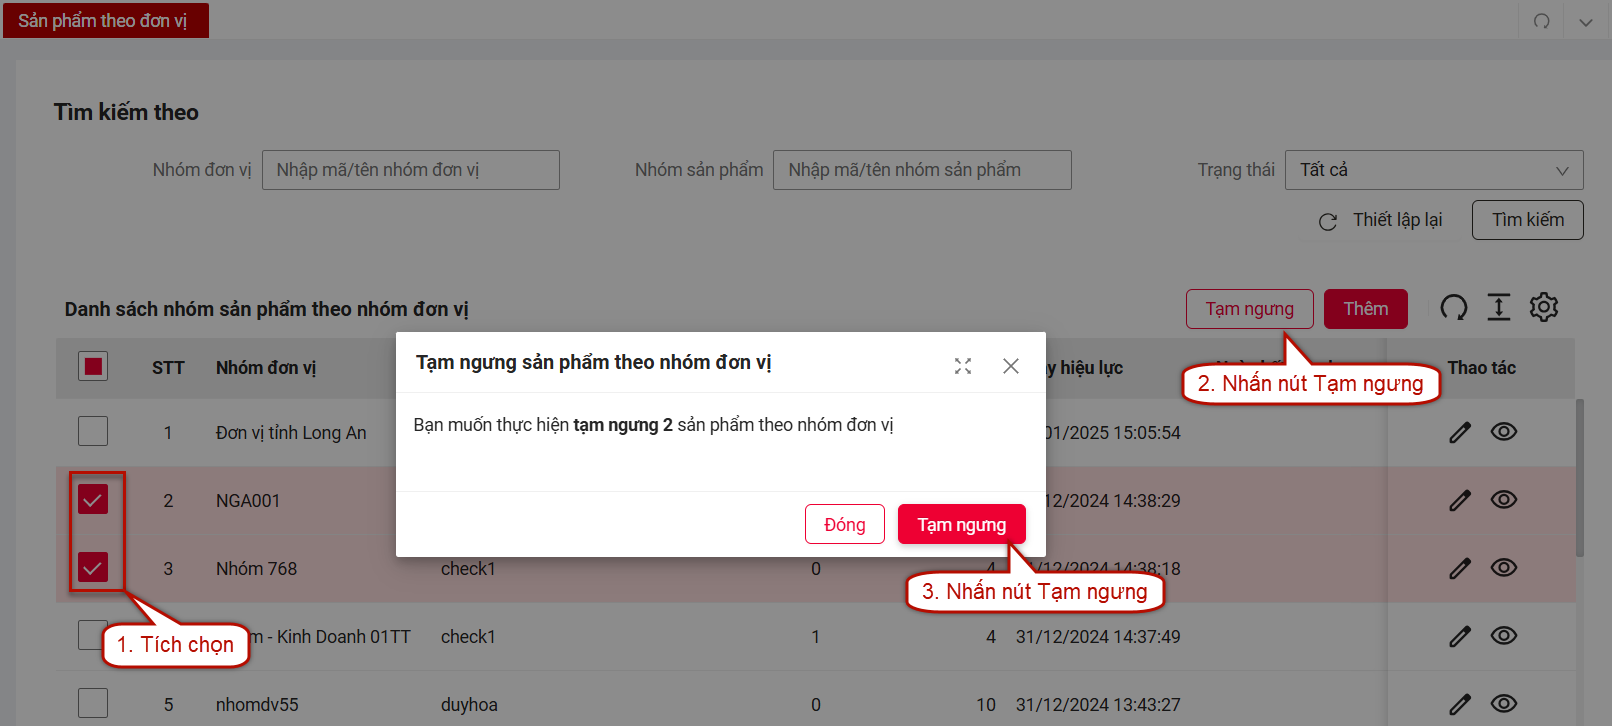 Sản phẩm theo đơn vị
Tìm kiếm theo
Nhóm đơn vị Nhập mã/tên nhóm đơn vị Nhóm sản phẩm Nhập mã/tên nhóm sản phẩm Trạng thái Tất cả
Thiết lập lại Tìm kiếm
Danh sách nhóm sản phẩm theo nhóm đơn vị Tạm ngưng Thêm
Tạm ngưng sản phẩm theo nhóm đơn vị
STT Nhóm đơn vị hiệu lực Thao tác
2. Nhấn nút Tạm ngưng
Bạn muốn thực hiện tạm ngưng 2 sản phẩm theo nhóm đơn vị
1 Đơn vị tỉnh Long An 01/2025 15:05:54
2 NGA001 12/2024 14:38:29
Đóng Tạm ngưng
3 Nhóm 768 check1 0 4 31/12/2024 14:38:18
3. Nhấn nút Tạm ngưng
- Kinh Doanh 01TT check1 1 4 31/12/2024 14:37:49
1. Tích chọn
5 nhomdv55 duyhoa 0 10 31/12/2024 13:43:27